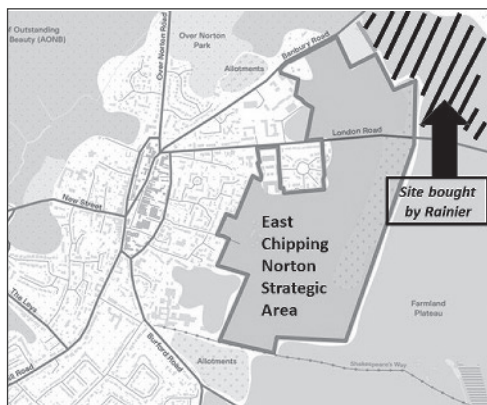 f Outstanding
Beauty (AONB)
Over Norton Road
Over Norton
Park
Allotments
Banbury Road
London Road
New Street
Site bought
by Rainier
East
Chipping
Norton
Strategic
Area
Farmland
Plateau
The Leys
Burford Road
Shakespeare's Way
Allotments
Road